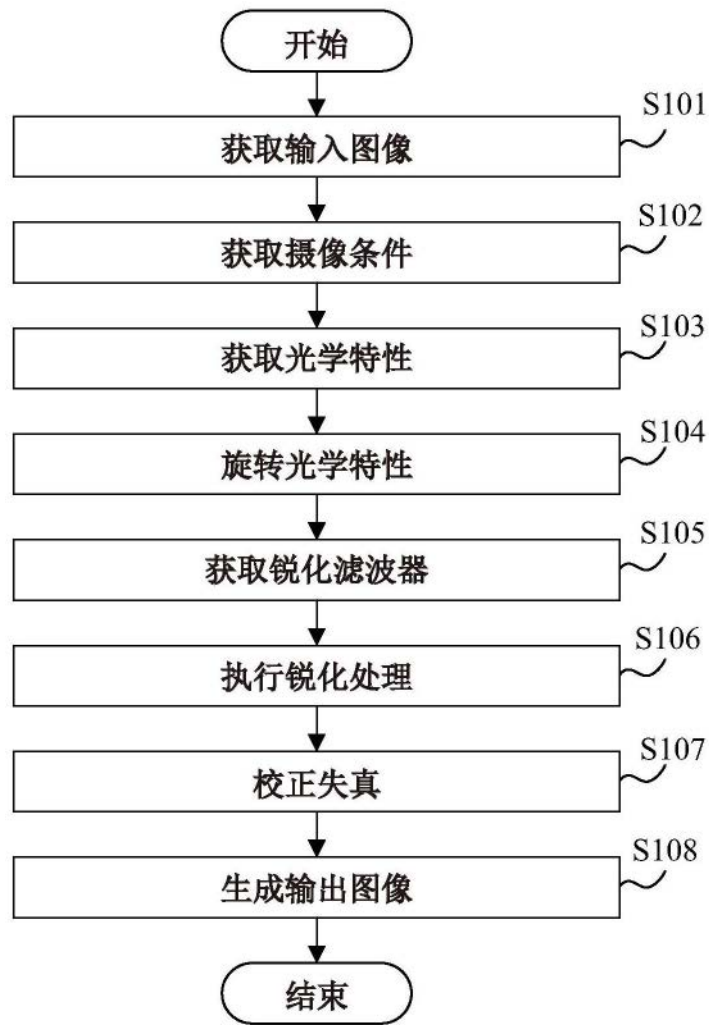 开始
S101
获取输入图像
S102
获取摄像条件
S103
获取光学特性
S104
旋转光学特性
S105
获取锐化滤波器
S106
执行锐化处理
S107
校正失真
S108
生成输出图像
结束